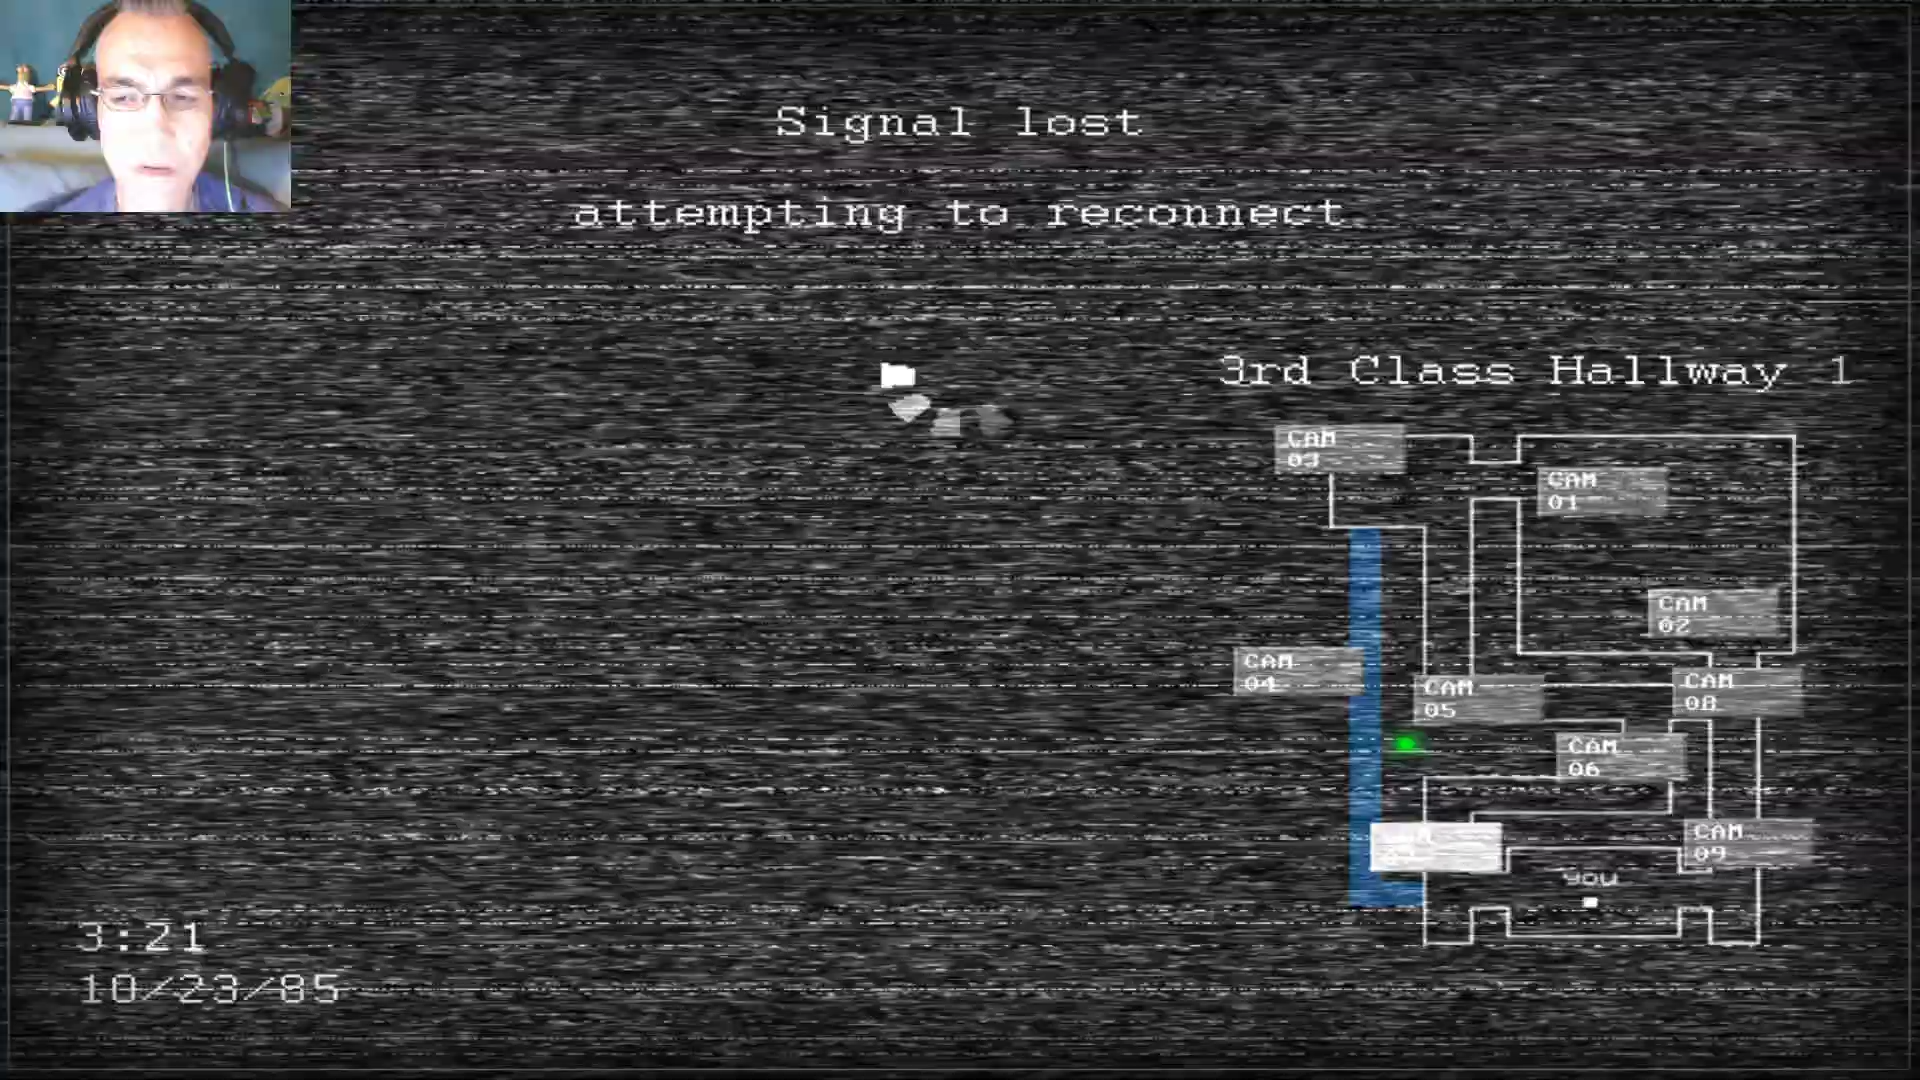 Signal lost
attempting to reconnect
3rd Class Hallway 1
CAM
03
CAM
01
CAM
02
CAM
04
CAM
05
CAM
08
CAM
06
CAM
09
you
3:21
10/23/85